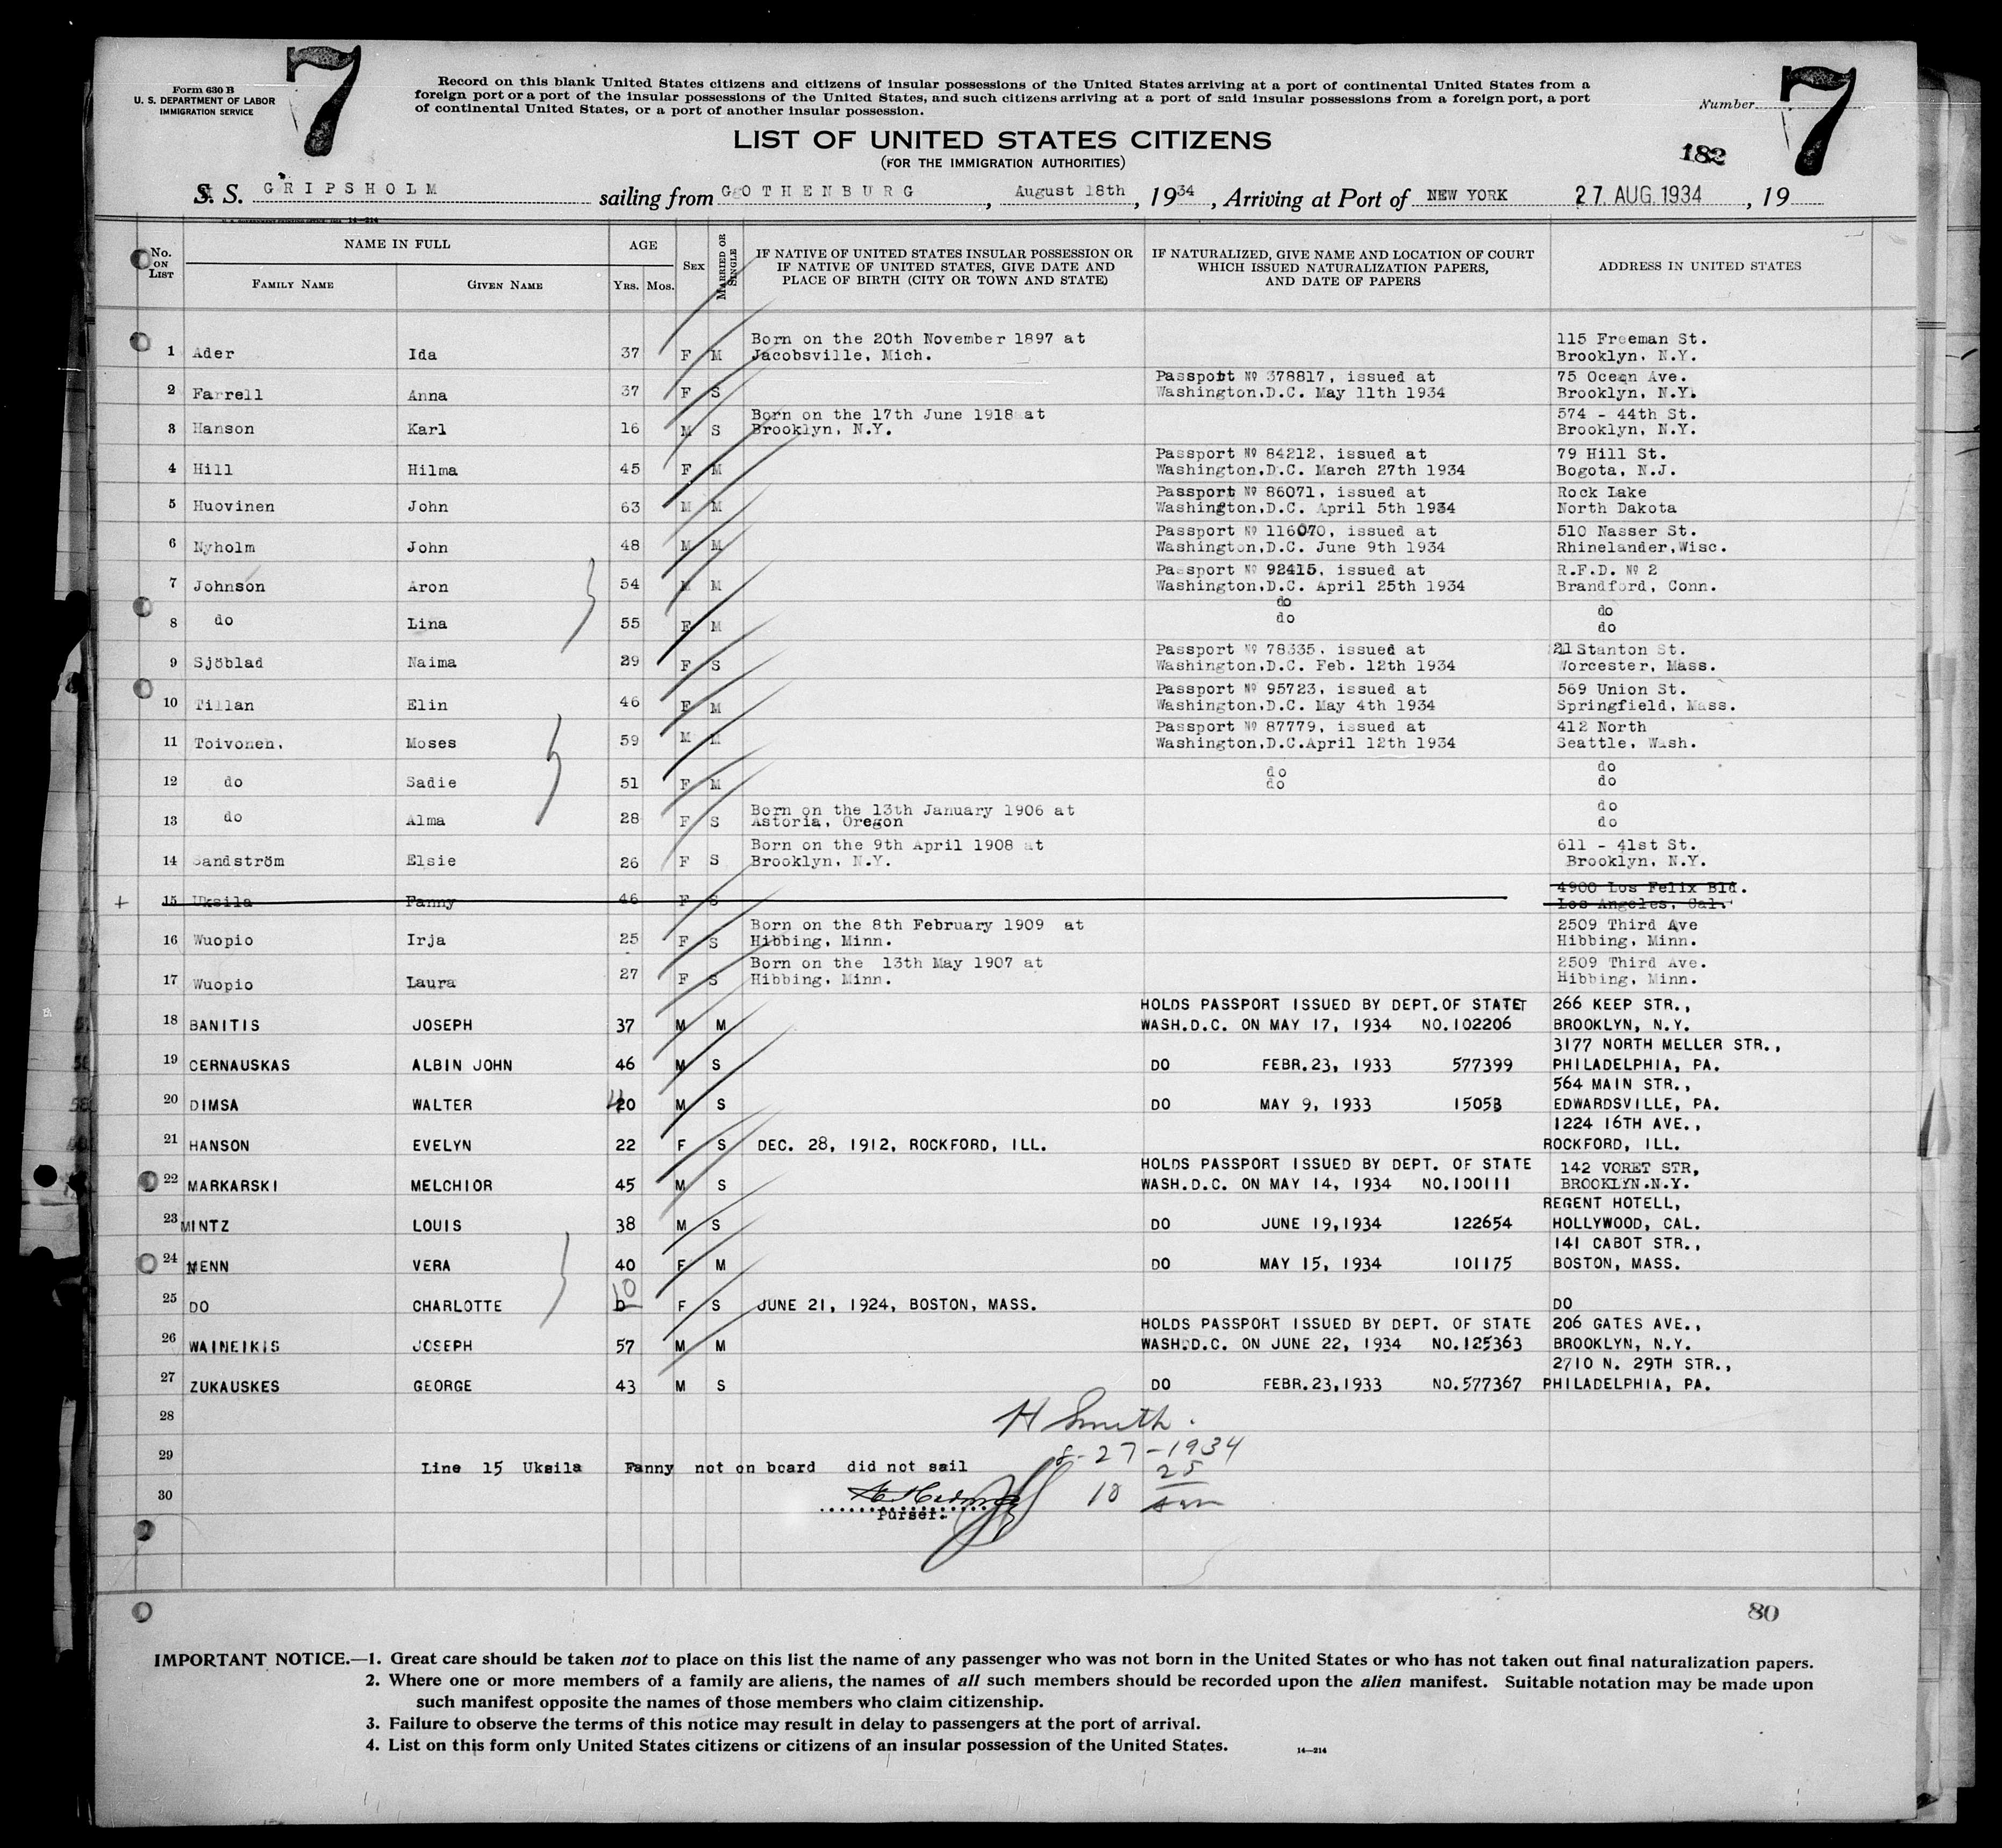 Form 630 B
U. S. DEPARTMENT OF LABOR
IMMIGRATION SERVICE
7
Record on this blank United States citizens and citizens of insular possessions of the United States arriving at a port of continental United States from a
foreign port or a port of the insular possessions of the United States, and such citizens arriving at a port of said insular possessions from a foreign port, a port
of continental United States, or a port of another insular possession.
Number 7
LIST OF UNITED STATES CITIZENS
(FOR THE IMMIGRATION AUTHORITIES)
182
S. S. GRIPSHOLM sailing from GOTHENBURG, August 18th, 1934, Arriving at Port of NEW YORK 27 AUG 1934, 19
14-214
No. on List NAME IN FULL AGE Sex Married or Single IF NATIVE OF UNITED STATES INSULAR POSSESSION OR IF NATIVE OF UNITED STATES, GIVE DATE AND PLACE OF BIRTH (CITY OR TOWN AND STATE) IF NATURALIZED, GIVE NAME AND LOCATION OF COURT WHICH ISSUED NATURALIZATION PAPERS, AND DATE OF PAPERS ADDRESS IN UNITED STATES
Family Name Given Name Yrs. Mos.
1 Ader Ida 37 F M Born on the 20th November 1897 at Jacobsville, Mich. 115 Freeman St. Brooklyn, N.Y.
2 Farrell Anna 37 F S Passport No 378817, issued at Washington,D.C. May 11th 1934 75 Ocean Ave. Brooklyn, N.Y.
3 Hanson Karl 16 M S Born on the 17th June 1918 at Brooklyn, N.Y. 574 - 44th St. Brooklyn, N.Y.
4 Hill Hilma 45 F M Passport No 84212, issued at Washington,D.C. March 27th 1934 79 Hill St. Bogota, N.J.
5 Huovinen John 63 M M Passport No 86071, issued at Washington,D.C. April 5th 1934 Rock Lake North Dakota
6 Nyholm John 48 M M Passport No 116070, issued at Washington,D.C. June 9th 1934 510 Nasser St. Rhinelander,Wisc.
7 Johnson Aron 54 M M Passport No 92415, issued at Washington,D.C. April 25th 1934 R.F.D. No 2 Brandford, Conn.
8 do Lina 55 F M do do do do
9 Sjöblad Naima 29 F S Passport No 78335, issued at Washington,D.C. Feb. 12th 1934 21 Stanton St. Worcester, Mass.
10 Tillan Elin 46 F M Passport No 95723, issued at Washington,D.C. May 4th 1934 569 Union St. Springfield, Mass.
11 Toivonen, Moses 59 M M Passport No 87779, issued at Washington,D.C.April 12th 1934 412 North Seattle, Wash.
12 do Sadie 51 F M do do do do
13 do Alma 28 F S Born on the 13th January 1906 at Astoria, Oregon do do
14 Sandström Elsie 26 F S Born on the 9th April 1908 at Brooklyn, N.Y. 611 - 41st St. Brooklyn, N.Y.
+ 15 Uksila Fanny 46 F S 4900 Los Felix Bld. Los Angeles, Cal.
16 Wuopio Irja 25 F S Born on the 8th February 1909 at Hibbing, Minn. 2509 Third Ave Hibbing, Minn.
17 Wuopio Laura 27 F S Born on the 13th May 1907 at Hibbing, Minn. 2509 Third Ave. Hibbing, Minn.
18 BANITIS JOSEPH 37 M M HOLDS PASSPORT ISSUED BY DEPT.OF STATE WASH.D.C. ON MAY 17, 1934 NO.102206 266 KEEP STR., BROOKLYN, N.Y.
19 CERNAUSKAS ALBIN JOHN 46 M S DO FEBR.23, 1933 577399 3177 NORTH MELLER STR., PHILADELPHIA, PA.
20 DIMSA WALTER 40 M S DO MAY 9, 1933 15053 564 MAIN STR., EDWARDSVILLE, PA.
21 HANSON EVELYN 22 F S DEC. 28, 1912, ROCKFORD, ILL. 1224 16TH AVE., ROCKFORD, ILL.
22 MARKARSKI MELCHIOR 45 M S HOLDS PASSPORT ISSUED BY DEPT. OF STATE WASH.D.C. ON MAY 14, 1934 NO.100111 142 VORET STR, BROOKLYN.N.Y.
23 MINTZ LOUIS 38 M S DO JUNE 19,1934 122654 REGENT HOTELL, HOLLYWOOD, CAL.
24 MENN VERA 40 F M DO MAY 15, 1934 101175 141 CABOT STR., BOSTON, MASS.
25 DO CHARLOTTE 10 F S JUNE 21, 1924, BOSTON, MASS. DO
26 WAINEIKIS JOSEPH 57 M M HOLDS PASSPORT ISSUED BY DEPT. OF STATE WASH.D.C. ON JUNE 22, 1934 NO.125363 206 GATES AVE., BROOKLYN, N.Y.
27 ZUKAUSKES GEORGE 43 M S DO FEBR.23,1933 NO.577367 2710 N. 29TH STR., PHILADELPHIA, PA.
28 H Smith.
29 8-27-1934
Line 15 Uksila Fanny not on board did not sail 25
30 18
Purser.
80
IMPORTANT NOTICE.—1. Great care should be taken not to place on this list the name of any passenger who was not born in the United States or who has not taken out final naturalization papers.
2. Where one or more members of a family are aliens, the names of all such members should be recorded upon the alien manifest. Suitable notation may be made upon
such manifest opposite the names of those members who claim citizenship.
3. Failure to observe the terms of this notice may result in delay to passengers at the port of arrival.
4. List on this form only United States citizens or citizens of an insular possession of the United States.
14—214